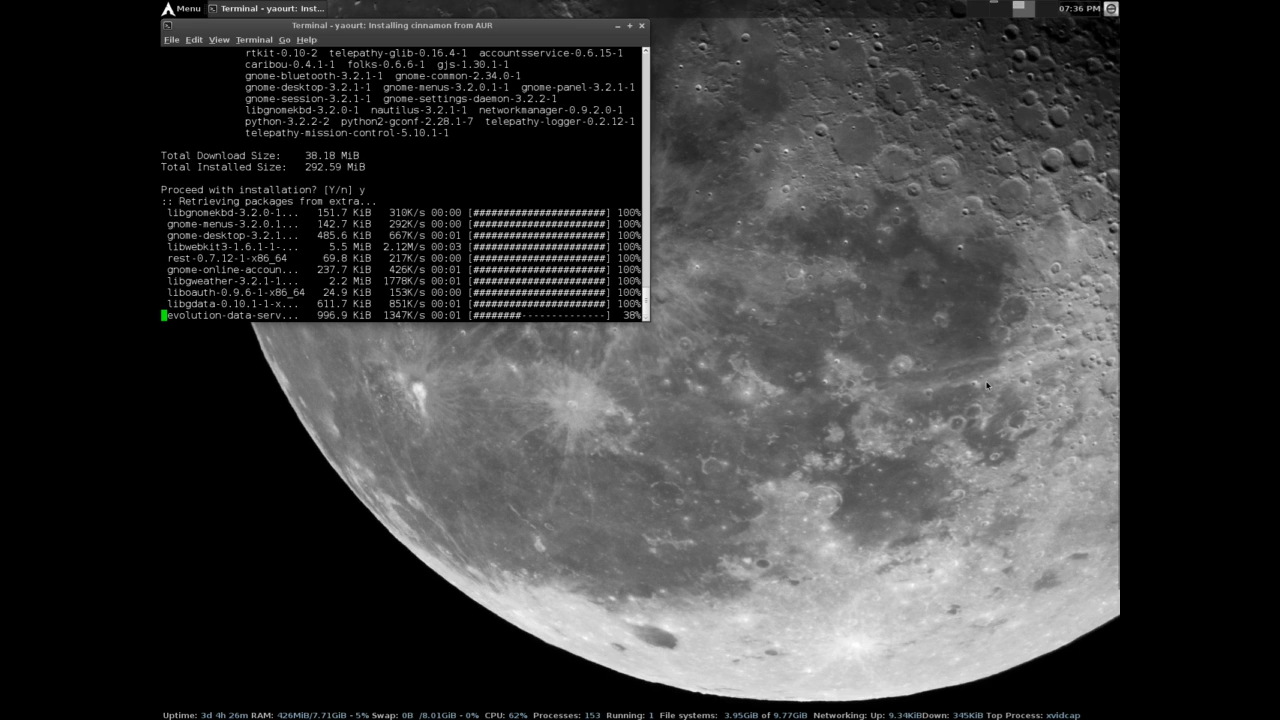 Menu Terminal - yaourt: Inst... 07:36 PM
Terminal - yaourt: Installing cinnamon from AUR
File Edit View Terminal Go Help
rtkit-0.10-2 telepathy-glib-0.16.4-1 accountsservice-0.6.15-1
caribou-0.4.1-1 folks-0.6.6-1 gjs-1.30.1-1
gnome-bluetooth-3.2.1-1 gnome-common-2.34.0-1
gnome-desktop-3.2.1-1 gnome-menus-3.2.0.1-1 gnome-panel-3.2.1-1
gnome-session-3.2.1-1 gnome-settings-daemon-3.2.2-1
libgnomekbd-3.2.0-1 nautilus-3.2.1-1 networkmanager-0.9.2.0-1
python-3.2.2-2 python2-gconf-2.28.1-7 telepathy-logger-0.2.12-1
telepathy-mission-control-5.10.1-1
Total Download Size: 38.18 MiB
Total Installed Size: 292.59 MiB
Proceed with installation? [Y/n] y
:: Retrieving packages from extra...
libgnomekbd-3.2.0-1... 151.7 KiB 310K/s 00:00 [######################] 100%
gnome-menus-3.2.0.1... 142.7 KiB 292K/s 00:00 [######################] 100%
gnome-desktop-3.2.1... 485.6 KiB 667K/s 00:01 [######################] 100%
libwebkit3-1.6.1-1-... 5.5 MiB 2.12M/s 00:03 [######################] 100%
rest-0.7.12-1-x86_64 69.8 KiB 217K/s 00:00 [######################] 100%
gnome-online-accoun... 237.7 KiB 426K/s 00:01 [######################] 100%
libgweather-3.2.1-1... 2.2 MiB 1778K/s 00:01 [######################] 100%
liboauth-0.9.6-1-x86_64 24.9 KiB 153K/s 00:00 [######################] 100%
libgdata-0.10.1-1-x... 611.7 KiB 851K/s 00:01 [######################] 100%
evolution-data-serv... 996.9 KiB 1347K/s 00:01 [########--------------] 38%
Uptime: 3d 4h 26m RAM: 426MiB/7.71GiB - 5% Swap: 0B /8.01GiB - 0% CPU: 62% Processes: 153 Running: 1 File systems: 3.95GiB of 9.77GiB Networking: Up: 9.34KiBDown: 345KiB Top Process: xvidcap